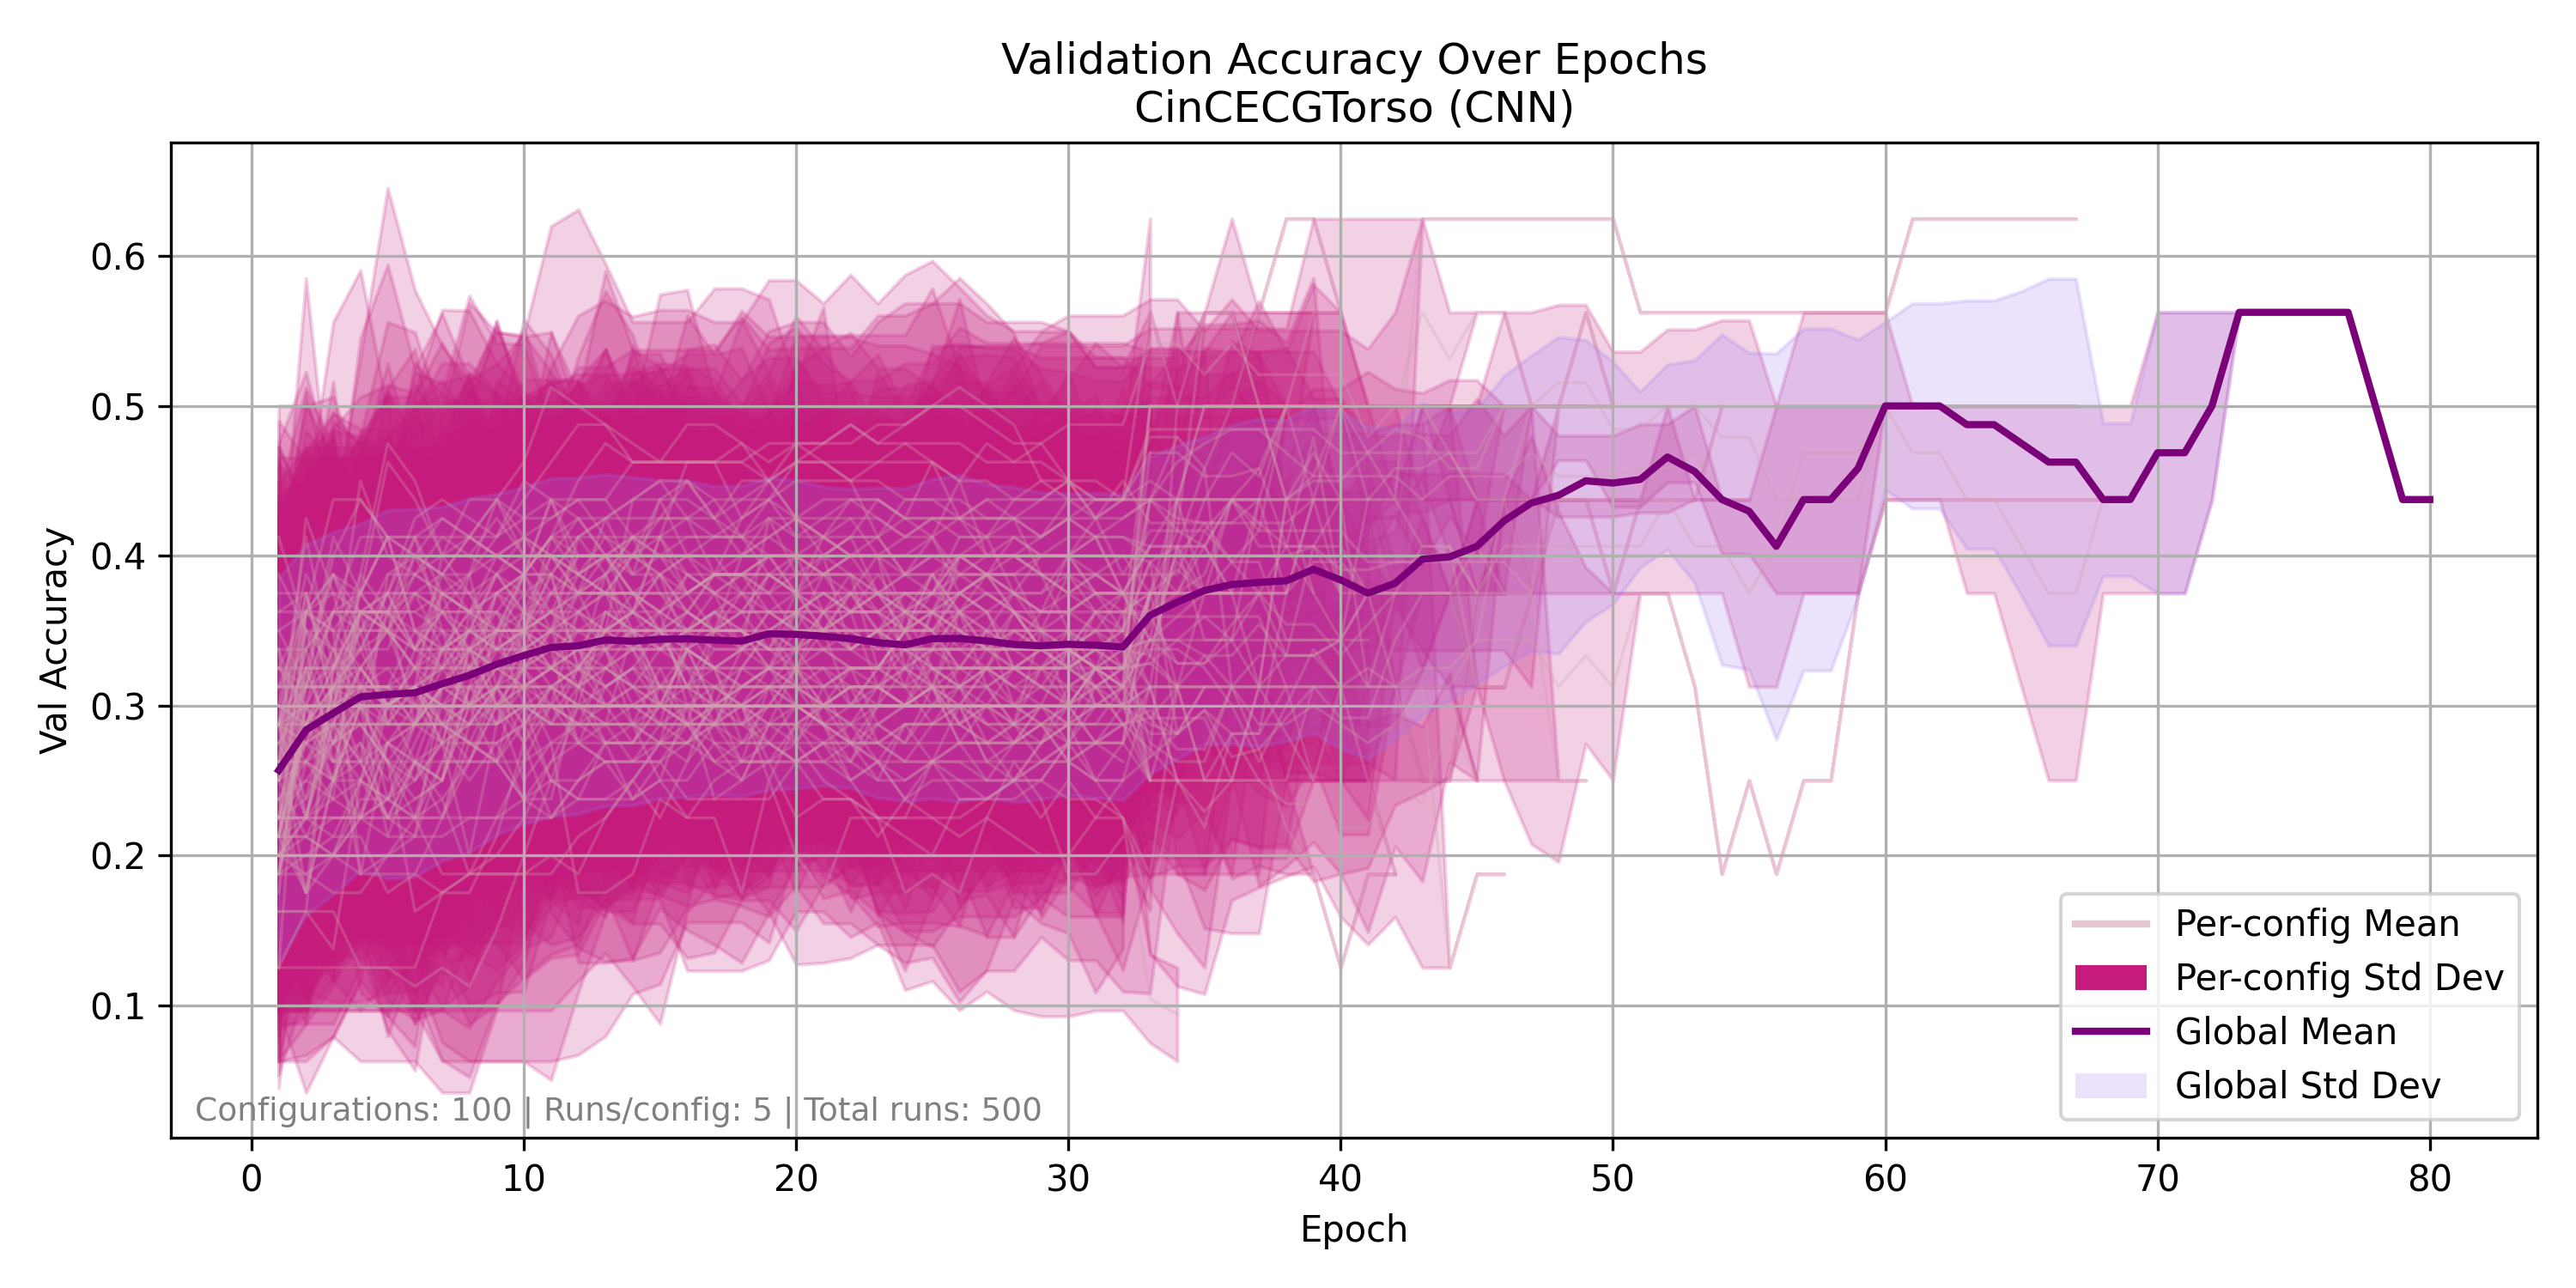 Validation Accuracy Over Epochs
CinCECGTorso (CNN)
Val Accuracy
0.6
0.5
0.4
0.3
0.2
0.1
Configurations: 100 | Runs/config: 5 | Total runs: 500
Per-config Mean
Per-config Std Dev
Global Mean
Global Std Dev
0 10 20 30 40 50 60 70 80
Epoch